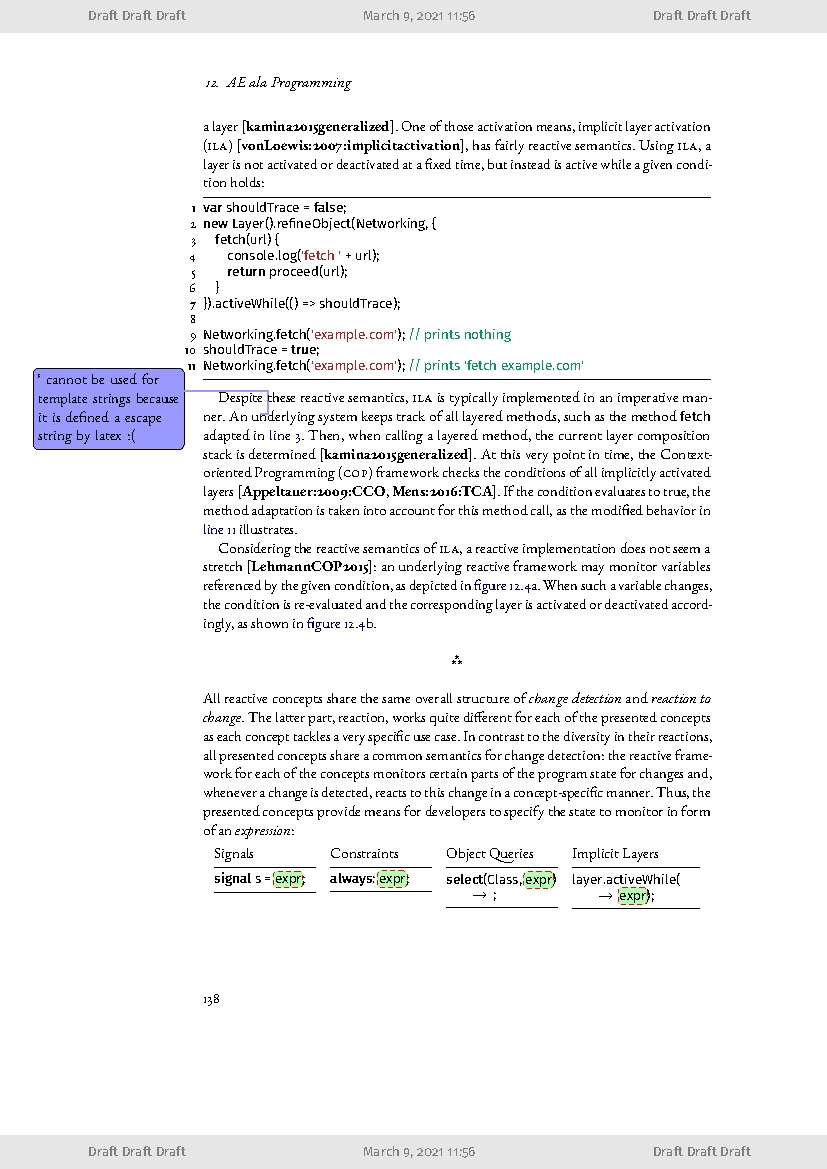 Draft Draft Draft March 9, 2021 11:56 Draft Draft Draft
12. AE ala Programming
a layer [kamina2015generalized]. One of those activation means, implicit layer activation
(ILA) [vonLoewis:2007:implicitactivation], has fairly reactive semantics. Using ILA, a
layer is not activated or deactivated at a fixed time, but instead is active while a given condi-
tion holds:
1 var shouldTrace = false;
2 new Layer().refineObject(Networking, {
3 fetch(url) {
4 console.log('fetch ' + url);
5 return proceed(url);
6 }
7 }).activeWhile(() => shouldTrace);
8
9 Networking.fetch('example.com'); // prints nothing
10 shouldTrace = true;
11 Networking.fetch('example.com'); // prints 'fetch example.com'
' cannot be used for
template strings because
it is defined a escape
string by latex :(
Despite these reactive semantics, ILA is typically implemented in an imperative man-
ner. An underlying system keeps track of all layered methods, such as the method fetch
adapted in line 3. Then, when calling a layered method, the current layer composition
stack is determined [kamina2015generalized]. At this very point in time, the Context-
oriented Programming (COP) framework checks the conditions of all implicitly activated
layers [Appeltauer:2009:CCO, Mens:2016:TCA]. If the condition evaluates to true, the
method adaptation is taken into account for this method call, as the modified behavior in
line 11 illustrates.
Considering the reactive semantics of ILA, a reactive implementation does not seem a
stretch [LehmannCOP2015]: an underlying reactive framework may monitor variables
referenced by the given condition, as depicted in figure 12.4a. When such a variable changes,
the condition is re-evaluated and the corresponding layer is activated or deactivated accord-
ingly, as shown in figure 12.4b.
⁂
All reactive concepts share the same overall structure of change detection and reaction to
change. The latter part, reaction, works quite different for each of the presented concepts
as each concept tackles a very specific use case. In contrast to the diversity in their reactions,
all presented concepts share a common semantics for change detection: the reactive frame-
work for each of the concepts monitors certain parts of the program state for changes and,
whenever a change is detected, reacts to this change in a concept-specific manner. Thus, the
presented concepts provide means for developers to specify the state to monitor in form
of an expression:
Signals Constraints Object Queries Implicit Layers
signal s = expr; always: expr; select(Class, expr) layer.activeWhile(
→ ; → expr);
138
Draft Draft Draft March 9, 2021 11:56 Draft Draft Draft